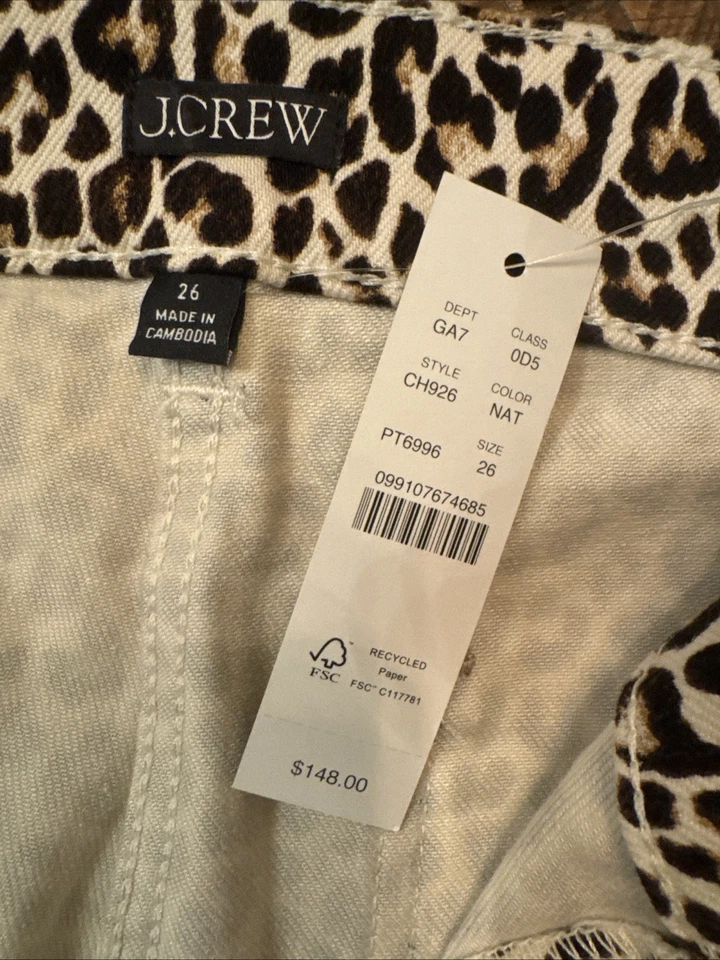 J.CREW
26
MADE IN
CAMBODIA
DEPT CLASS
GA7 0D5
STYLE COLOR
CH926 NAT
PT6996 SIZE
26
099107674685
FSC™ RECYCLED
Paper
FSC™ C117781
$148.00